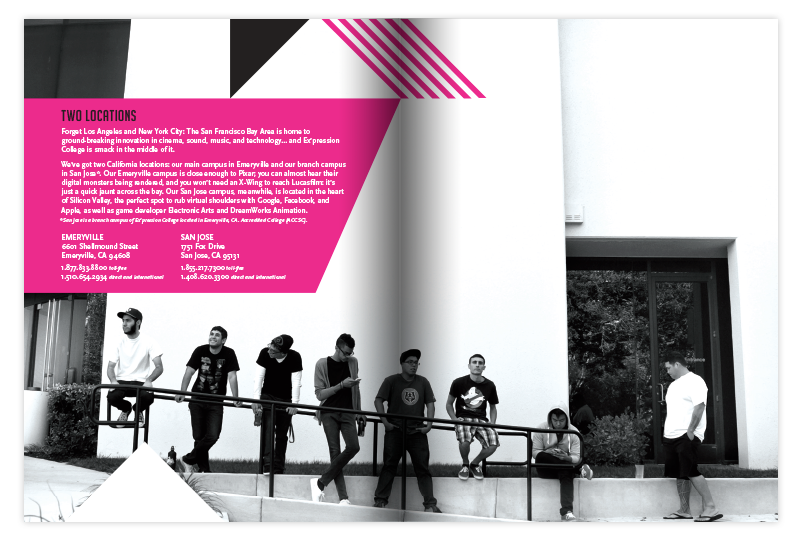 TWO LOCATIONS
Forget Los Angeles and New York City: The San Francisco Bay Area is home to
ground-breaking innovation in cinema, sound, music, and technology... and Ex'pression
College is smack in the middle of it.
We've got two California locations: our main campus in Emeryville and our branch campus
in San Jose*. Our Emeryville campus is close enough to Pixar; you can almost hear their
digital monsters being rendered, and you won't need an X-Wing to reach Lucasfilm: it's
just a quick jaunt across the bay. Our San Jose campus, meanwhile, is located in the heart
of Silicon Valley, the perfect spot to rub virtual shoulders with Google, Facebook, and
Apple, as well as game developer Electronic Arts and DreamWorks Animation.
*San Jose is a branch campus of Ex'pression College located in Emeryville, CA. Accredited College (ACCSC).
EMERYVILLE
6601 Shellmound Street
Emeryville, CA 94608
1.877.833.8800 toll-free
1.510.654.2934 direct and international
SAN JOSE
1751 Fox Drive
San Jose, CA 95131
1.855.217.7300 toll-free
1.408.620.3300 direct and international